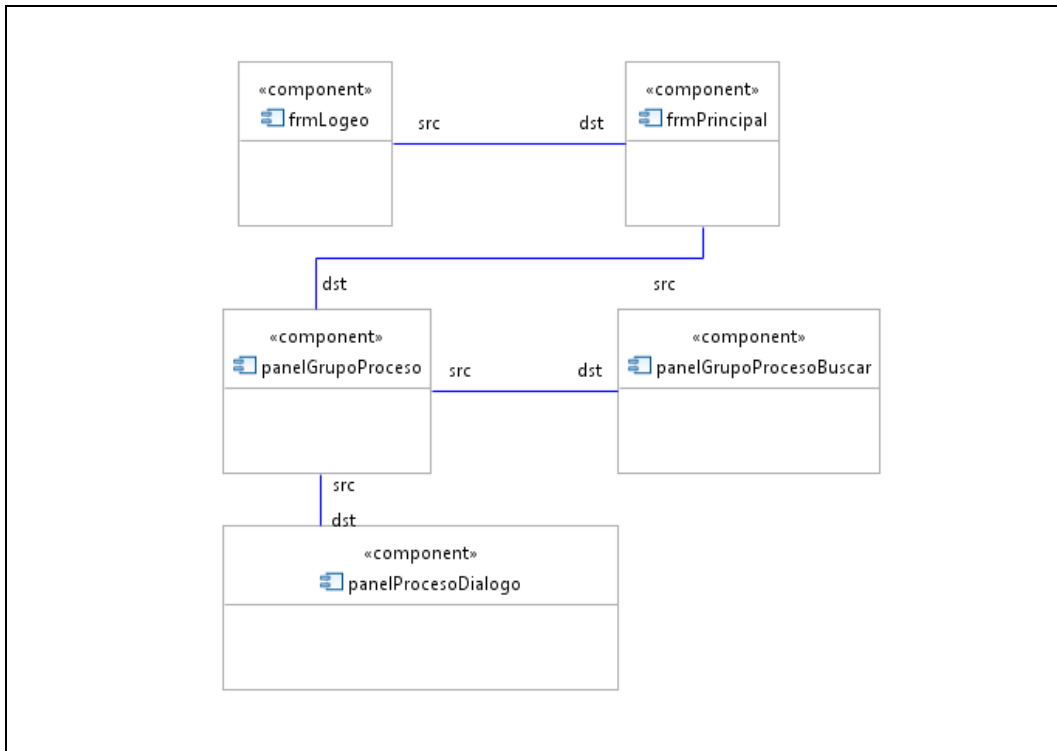 «component»
frmLogeo
src
dst
«component»
frmPrincipal
dst
src
«component»
panelGrupoProceso
src
dst
«component»
panelGrupoProcesoBuscar
src
dst
«component»
panelProcesoDialogo